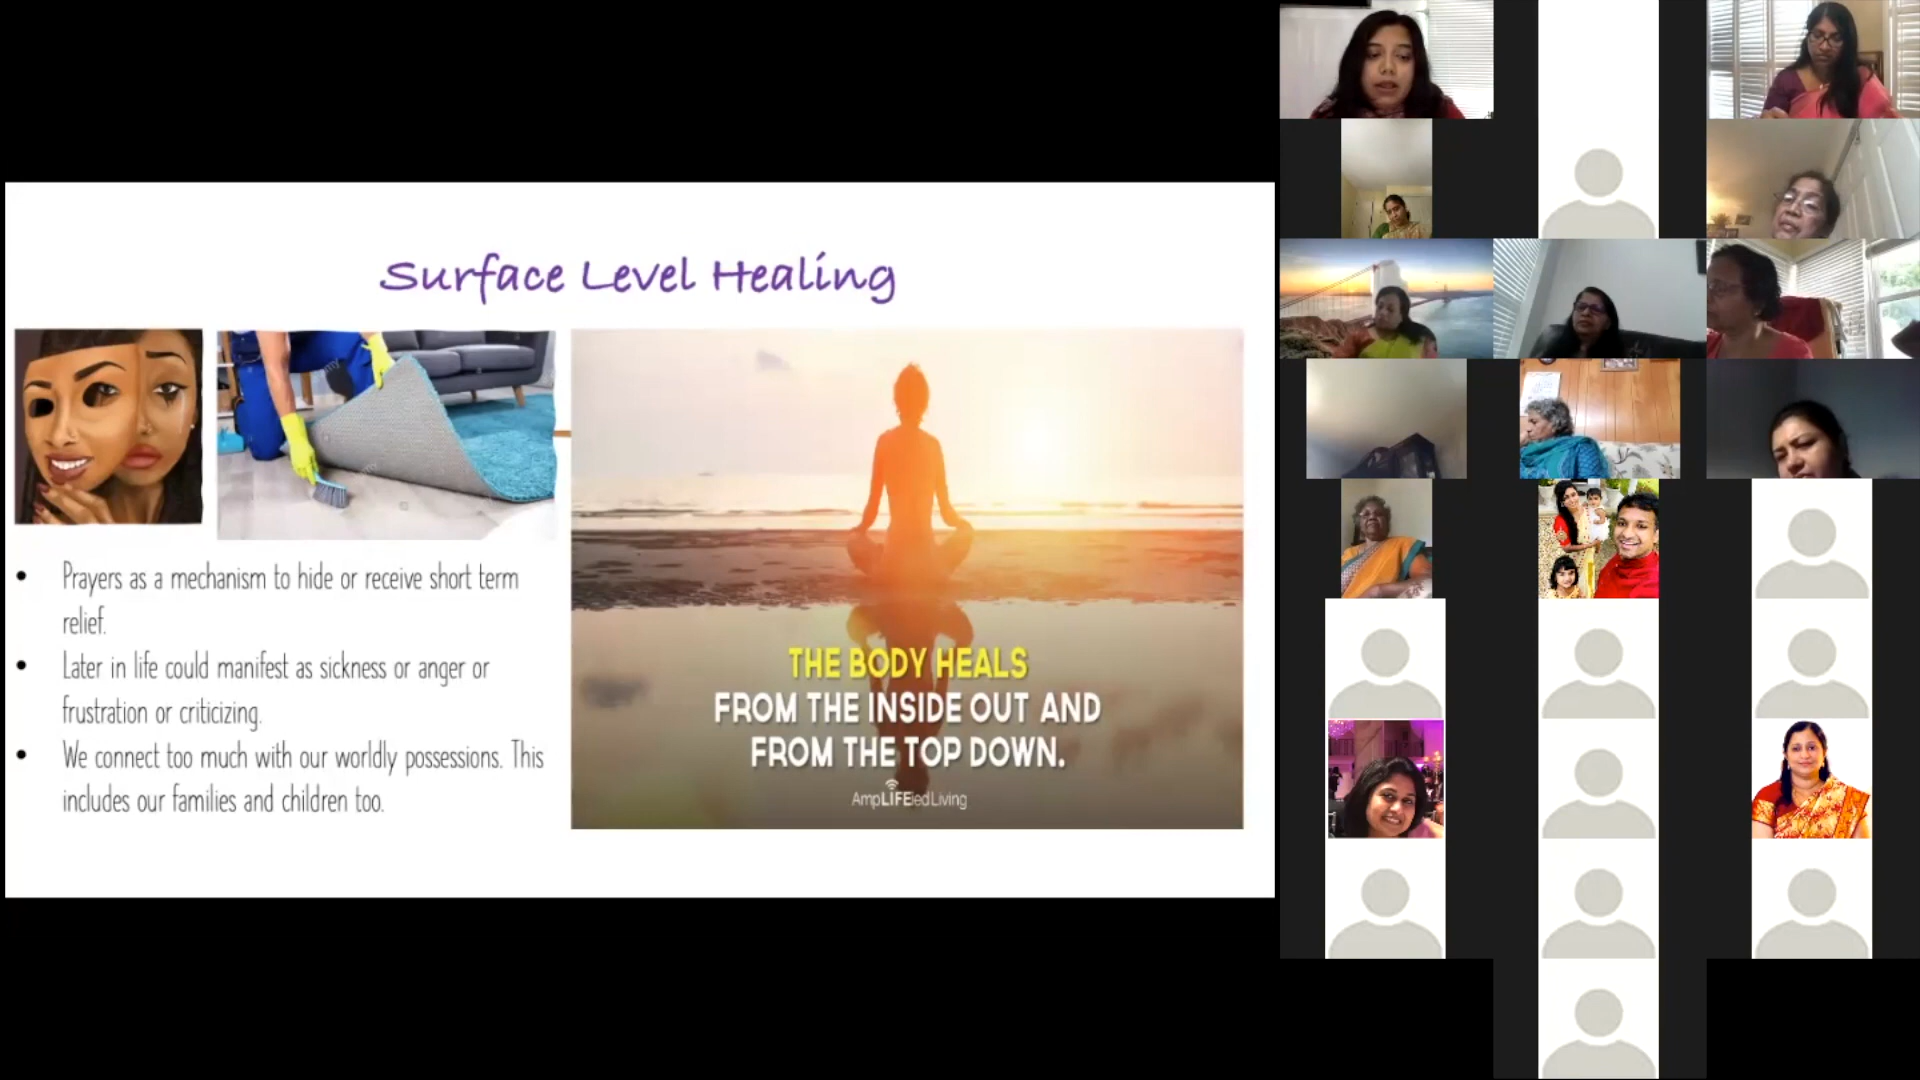 Surface Level Healing
• Prayers as a mechanism to hide or receive short term
relief.
• Later in life could manifest as sickness or anger or
frustration or criticizing.
• We connect too much with our worldly possessions. This
includes our families and children too.
THE BODY HEALS
FROM THE INSIDE OUT AND
FROM THE TOP DOWN.
AmpLIFEied Living